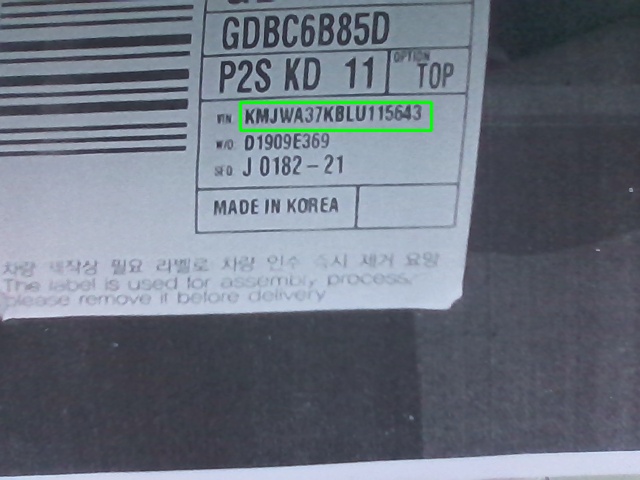 GDBC6B85D
P2S KD 11 OPTION TOP
VIN. KMJWA37KBLU115643
W/O. D1909E369
SEQ. J 0182-21
MADE IN KOREA
차량 제작상 필요 라벨로 차량 인수 즉시 제거 요망
The label is used for assembly process.
please remove it before delivery